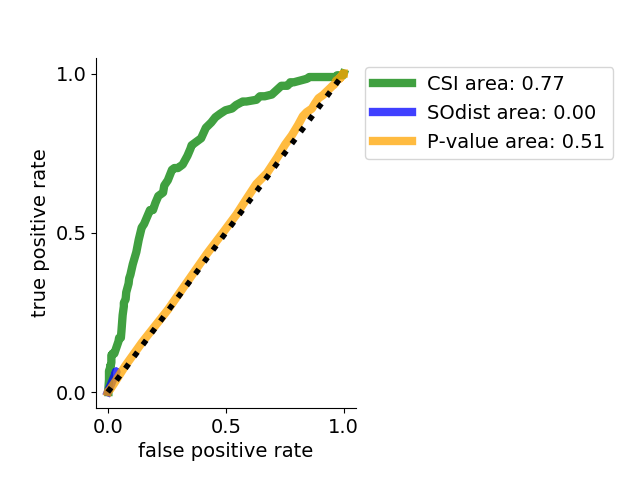 CSI area: 0.77
SOdist area: 0.00
P-value area: 0.51
true positive rate
1.0
0.5
0.0
0.0 0.5 1.0
false positive rate